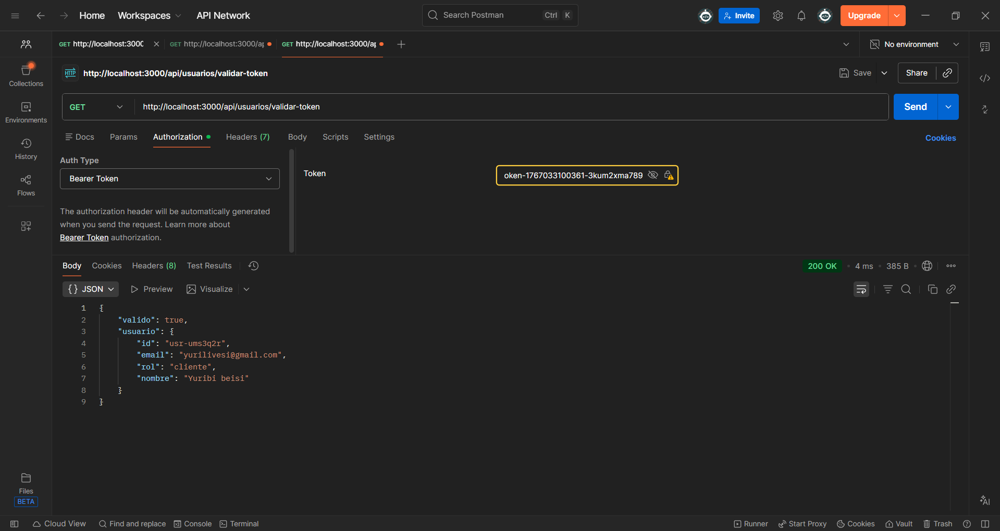 Home Workspaces API Network Search Postman Ctrl K Invite Upgrade
GET http://localhost:3000 GET http://localhost:3000/ap GET http://localhost:3000/ap No environment
HTTP http://localhost:3000/api/usuarios/validar-token Save Share
GET http://localhost:3000/api/usuarios/validar-token Send
Docs Params Authorization Headers (7) Body Scripts Settings Cookies
Collections
Environments
History
Flows
Auth Type
Bearer Token
Token oken-1767033100361-3kum2xma789
The authorization header will be automatically generated
when you send the request. Learn more about
Bearer Token authorization.
Body Cookies Headers (8) Test Results 200 OK 4 ms 385 B
{} JSON Preview Visualize
1 {
2 "valido": true,
3 "usuario": {
4 "id": "usr-ums3q2r",
5 "email": "yurilivesi@gmail.com",
6 "rol": "cliente",
7 "nombre": "Yuribi beisi"
8 }
9 }
Files
BETA
AI
Cloud View Find and replace Console Terminal Runner Start Proxy Cookies Vault Trash